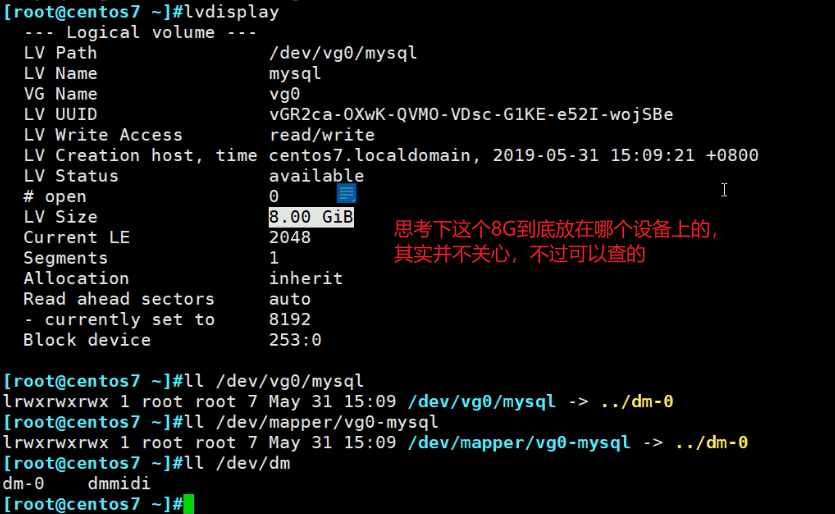 [root@centos7 ~]#lvdisplay
--- Logical volume ---
LV Path /dev/vg0/mysql
LV Name mysql
VG Name vg0
LV UUID vGR2ca-OXwK-QVMO-VDsc-G1KE-e52I-wojSBe
LV Write Access read/write
LV Creation host, time centos7.localdomain, 2019-05-31 15:09:21 +0800
LV Status available
# open 0
LV Size 8.00 GiB
思考下这个8G到底放在哪个设备上的，
Current LE 2048
其实并不关心，不过可以查的
Segments 1
Allocation inherit
Read ahead sectors auto
- currently set to 8192
Block device 253:0
[root@centos7 ~]#ll /dev/vg0/mysql
lrwxrwxrwx 1 root root 7 May 31 15:09 /dev/vg0/mysql -> ../dm-0
[root@centos7 ~]#ll /dev/mapper/vg0-mysql
lrwxrwxrwx 1 root root 7 May 31 15:09 /dev/mapper/vg0-mysql -> ../dm-0
[root@centos7 ~]#ll /dev/dm
dm-0 dmmidi
[root@centos7 ~]#